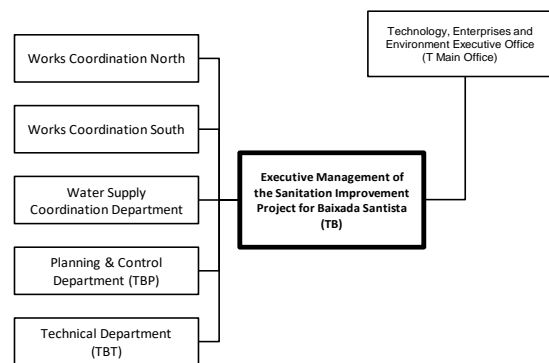 Technology, Enterprises and
Environment Executive Office
(T Main Office)
Works Coordination North
Works Coordination South
Executive Management of
the Sanitation Improvement
Project for Baixada Santista
(TB)
Water Supply
Coordination Department
Planning & Control
Department (TBP)
Technical Department
(TBT)